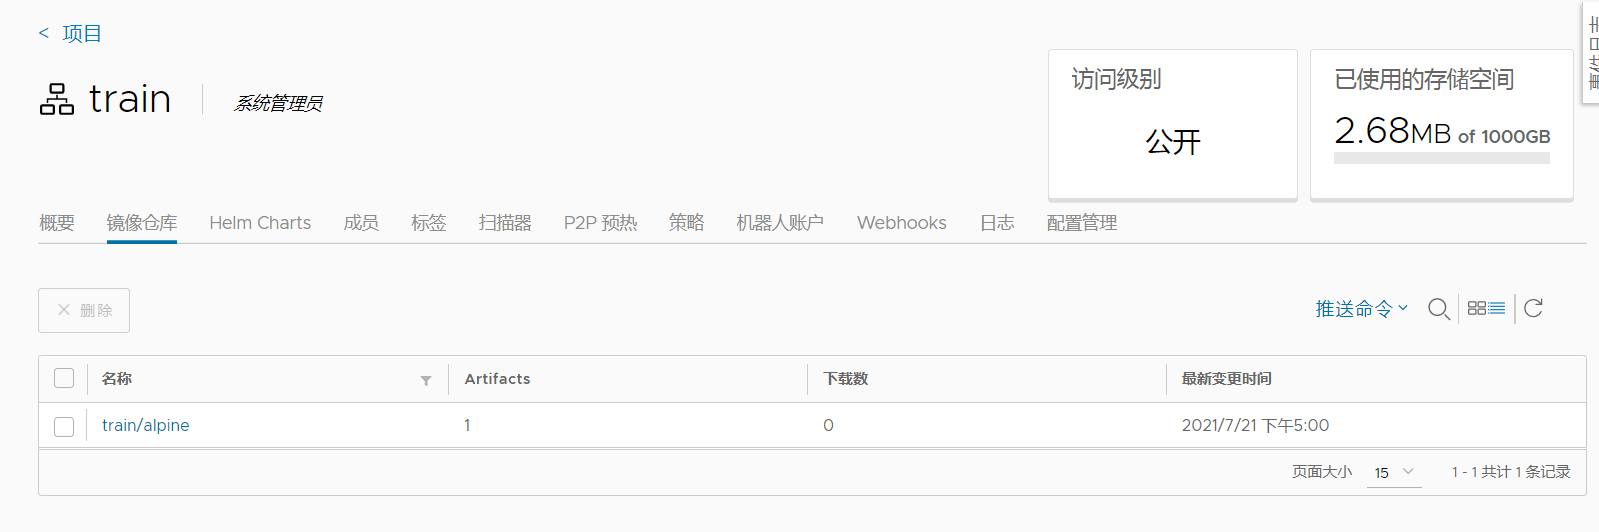 < 项目
train
系统管理员
访问级别
公开
已使用的存储空间
2.68MB of 1000GB
概要 镜像仓库 Helm Charts 成员 标签 扫描器 P2P 预热 策略 机器人账户 Webhooks 日志 配置管理
× 删除
推送命令
名称 Artifacts 下载数 最新变更时间
train/alpine 1 0 2021/7/21 下午5:00
页面大小 15 1 - 1 共计 1 条记录